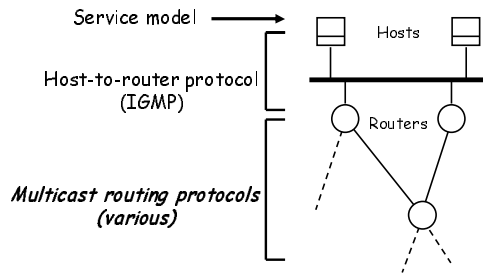 Service model
Hosts
Host-to-router protocol
(IGMP)
Routers
Multicast routing protocols
(various)